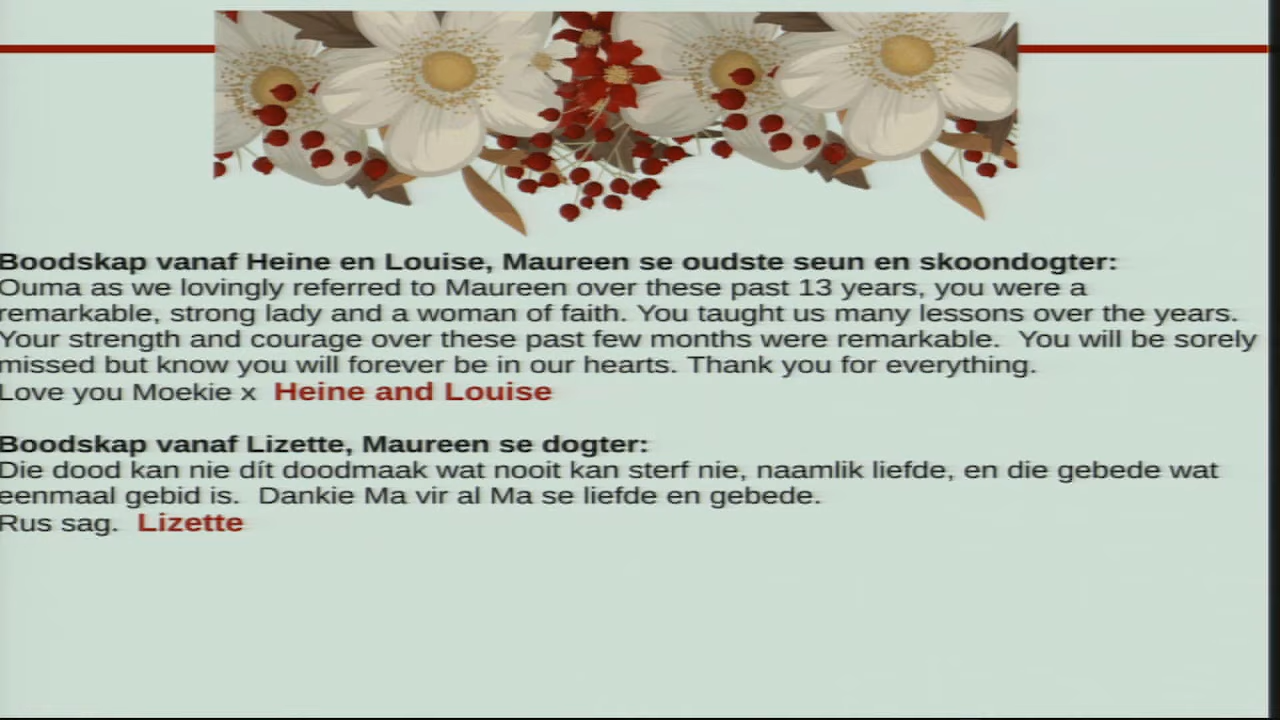 Boodskap vanaf Heine en Louise, Maureen se oudste seun en skoondogter:
Ouma as we lovingly referred to Maureen over these past 13 years, you were a
remarkable, strong lady and a woman of faith. You taught us many lessons over the years.
Your strength and courage over these past few months were remarkable.  You will be sorely
missed but know you will forever be in our hearts. Thank you for everything.
Love you Moekie x  Heine and Louise
Boodskap vanaf Lizette, Maureen se dogter:
Die dood kan nie dít doodmaak wat nooit kan sterf nie, naamlik liefde, en die gebede wat
eenmaal gebid is.  Dankie Ma vir al Ma se liefde en gebede.
Rus sag.  Lizette